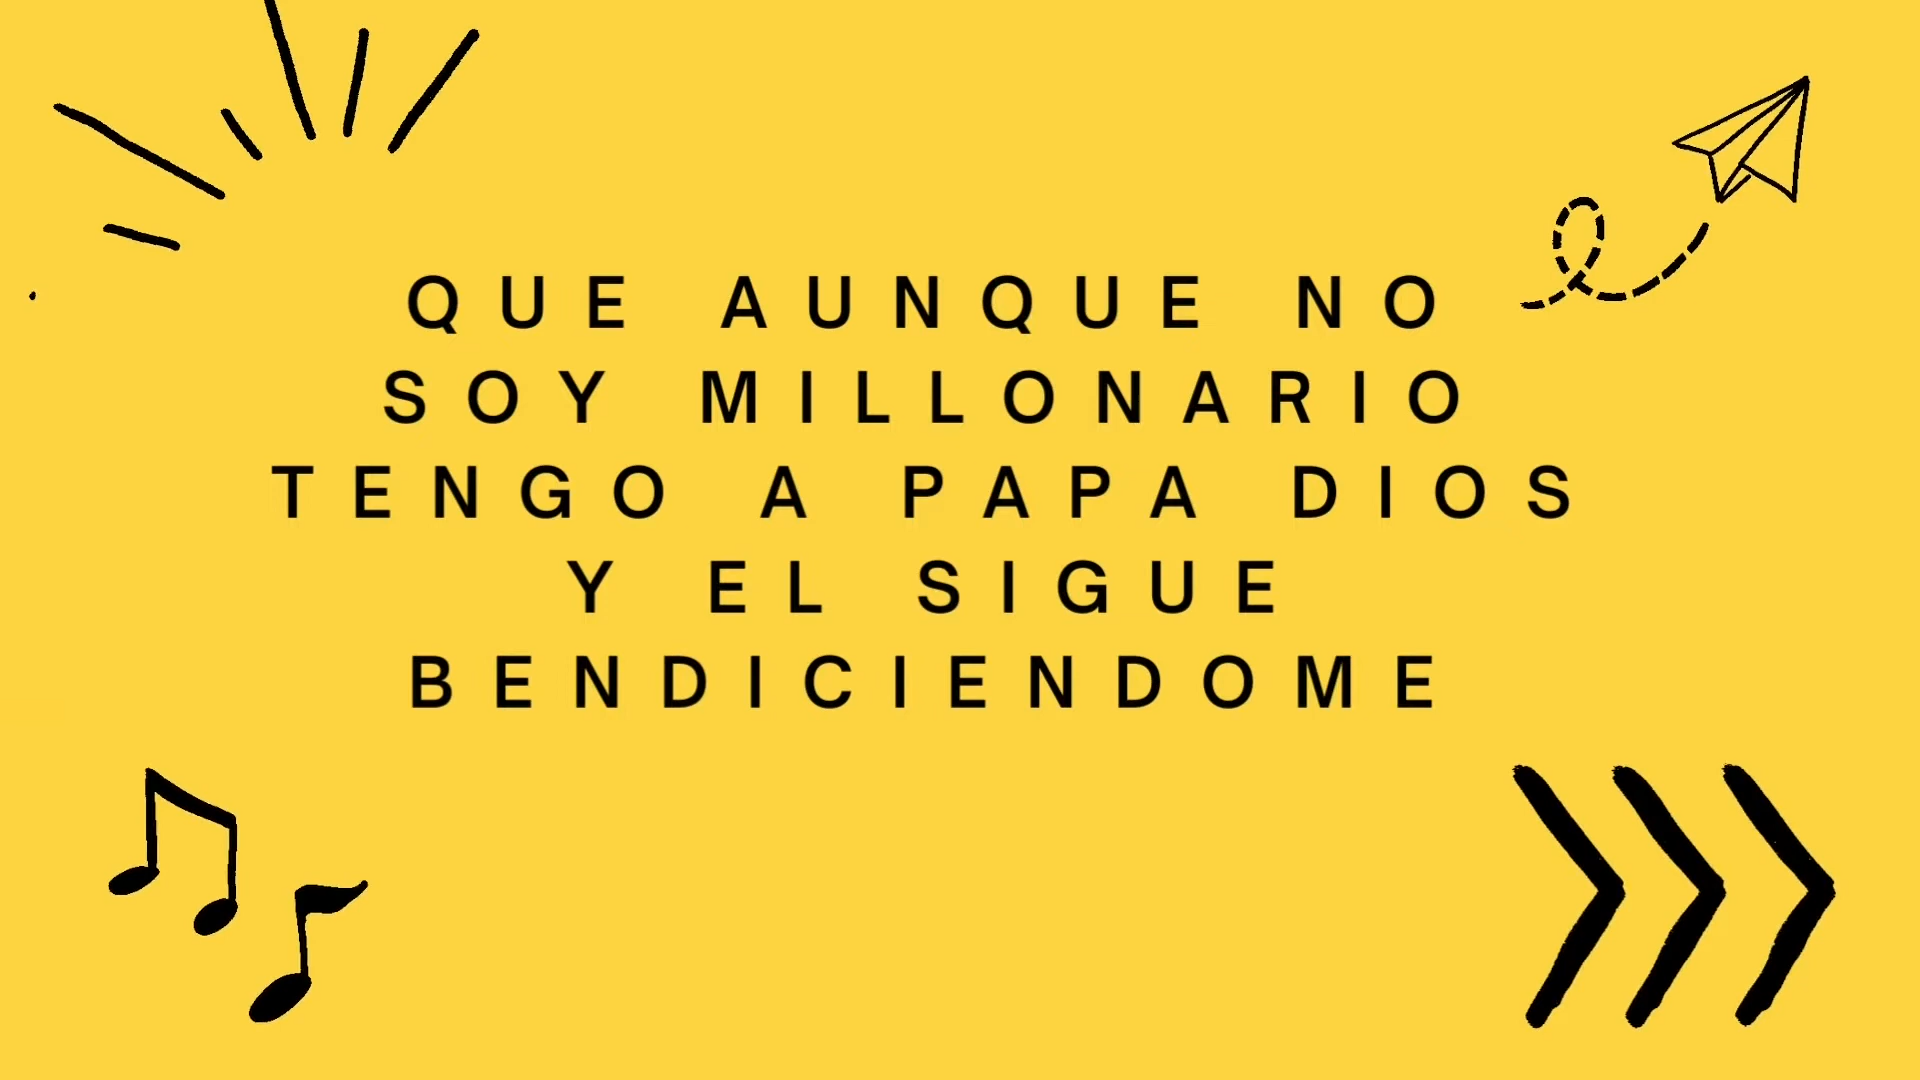 QUE AUNQUE NO
SOY MILLONARIO
TENGO A PAPA DIOS
Y EL SIGUE
BENDICIENDOME